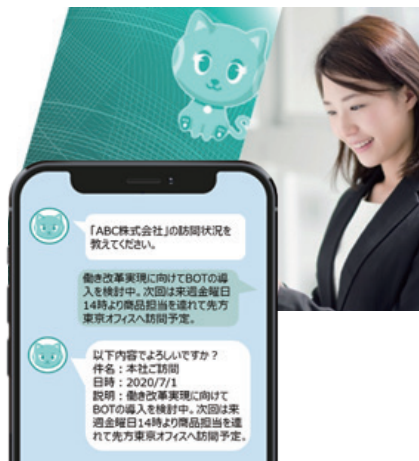 「ABC株式会社」の訪問状況を
教えてください。
働き改革実現に向けてBOTの導
入を検討中。次回は来週金曜日
14時より商品担当を連れて先方
東京オフィスへ訪問予定。
以下内容でよろしいですか?
件名：本社ご訪問
日時：2020/7/1
説明：働き改革実現に向けて
BOTの導入を検討中。次回は来
週金曜日14時より商品担当を連
れて先方東京オフィスへ訪問予定。